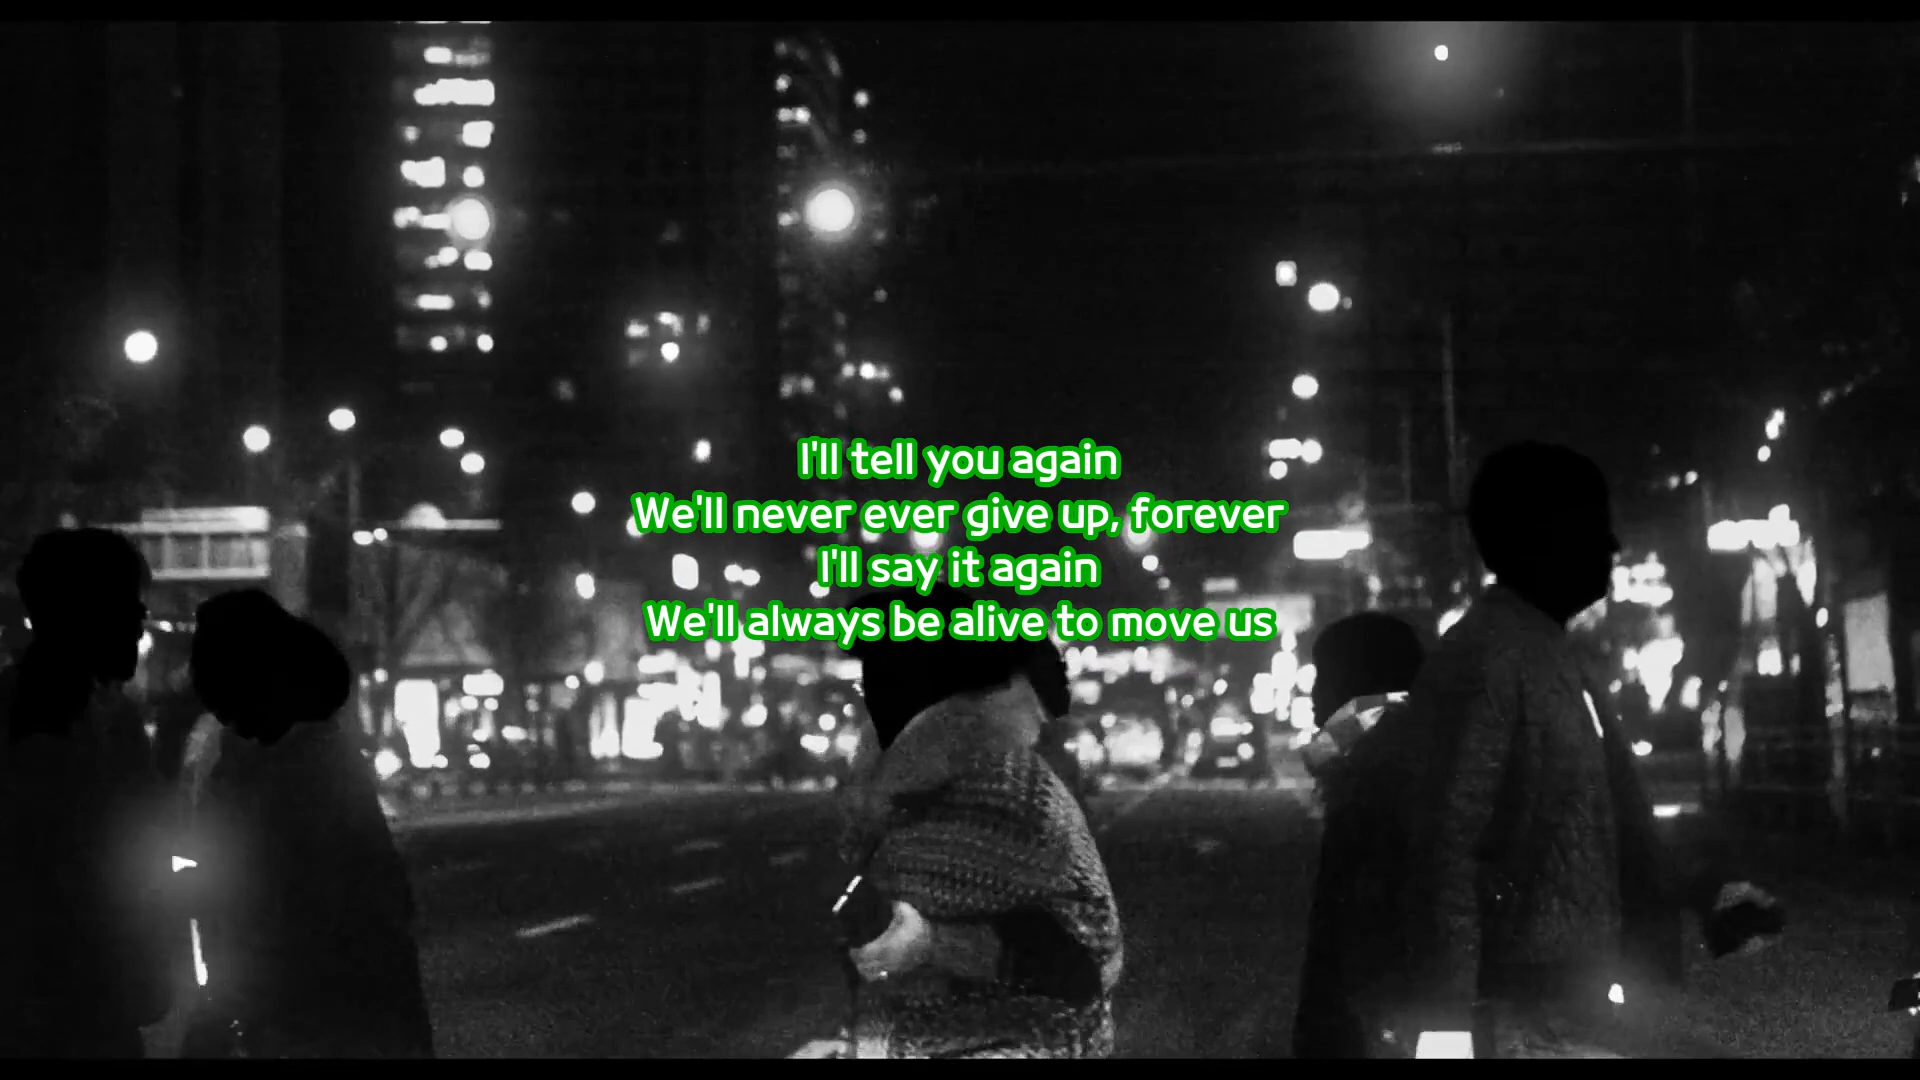 I'll tell you again
We'll never ever give up, forever
I'll say it again
We'll always be alive to move us